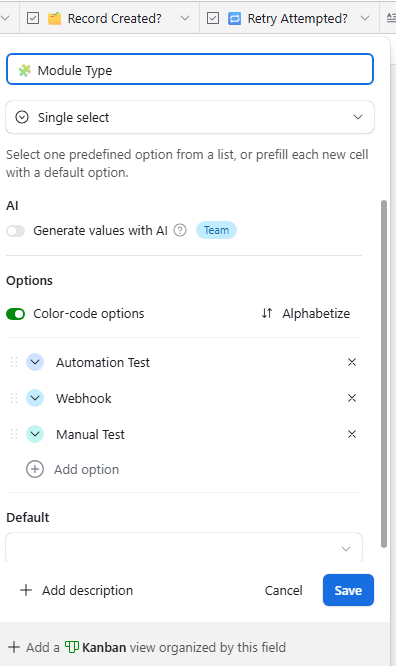 Record Created?
Retry Attempted?
Module Type
Single select
Select one predefined option from a list, or prefill each new cell
with a default option.
AI
Generate values with AI
Team
Options
Color-code options
Alphabetize
Automation Test
Webhook
Manual Test
Add option
Default
Add description
Cancel
Save
Add a Kanban view organized by this field